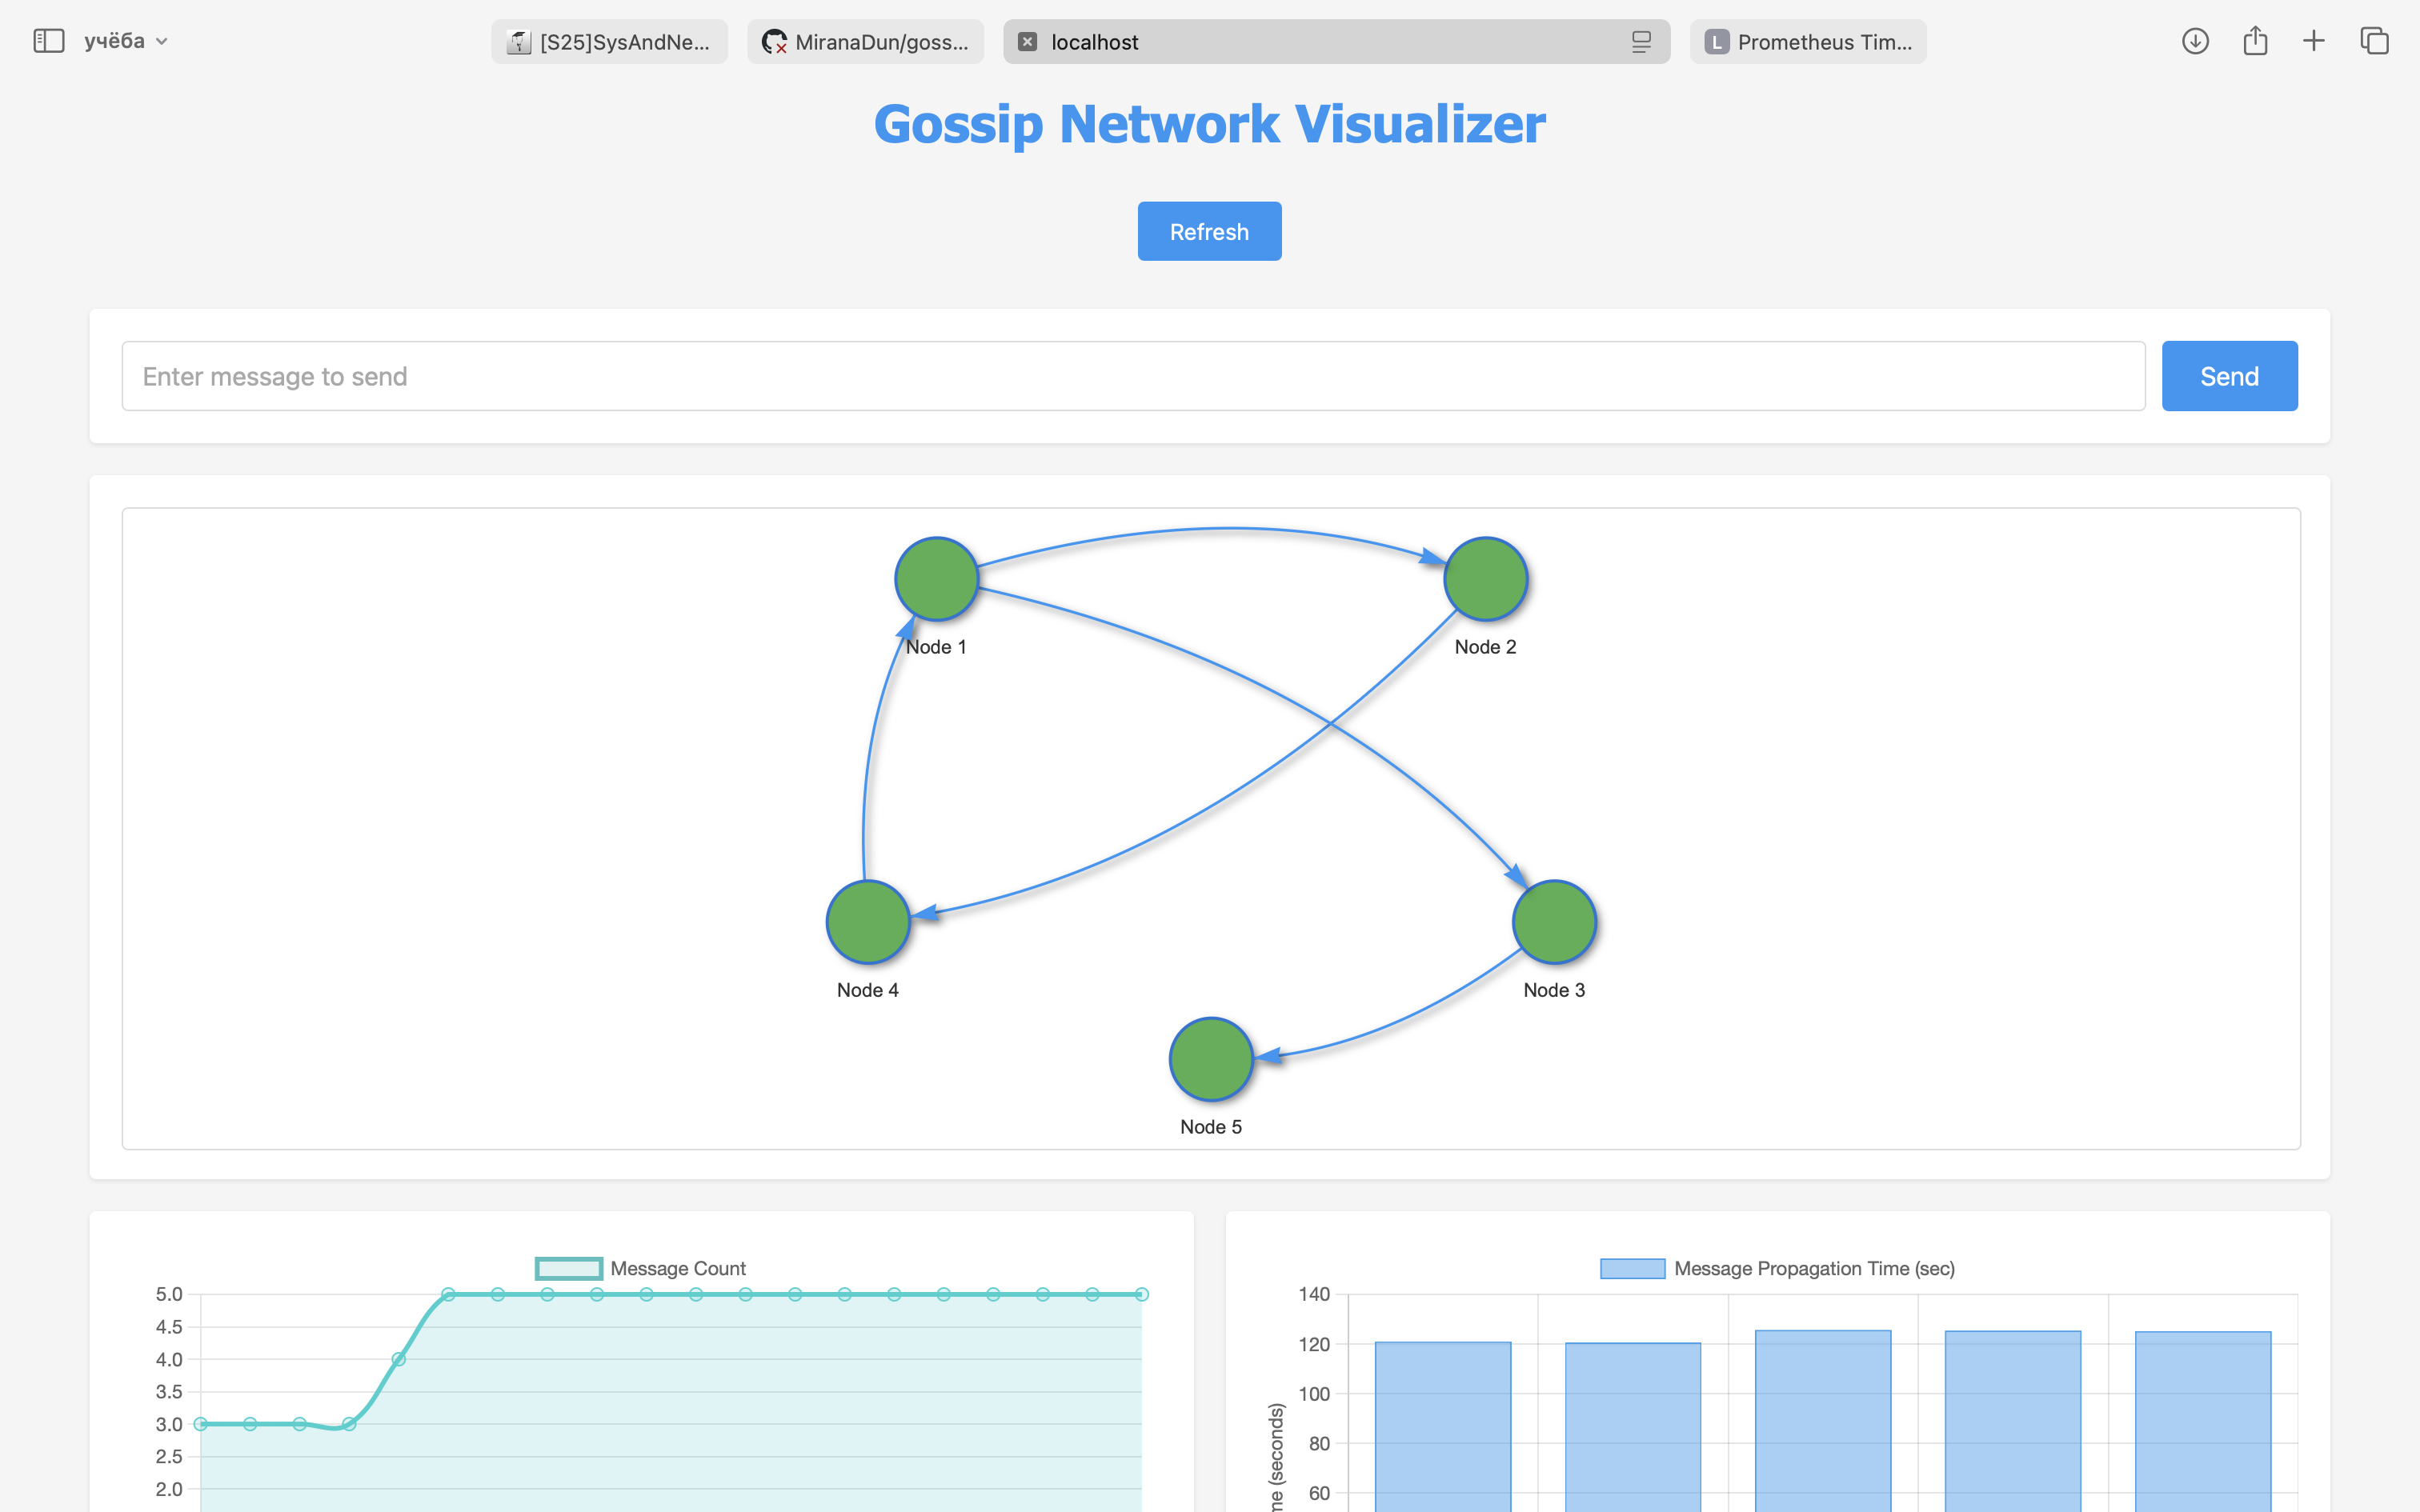 учёба
[S25]SysAndNe...
MiranaDun/goss...
localhost
L
Prometheus Tim...
Gossip Network Visualizer
Refresh
Enter message to send
Send
Node 1
Node 2
Node 4
Node 3
Node 5
Message Count
5.0
4.5
4.0
3.5
3.0
2.5
2.0
Message Propagation Time (sec)
140
120
100
80
60
(seconds)